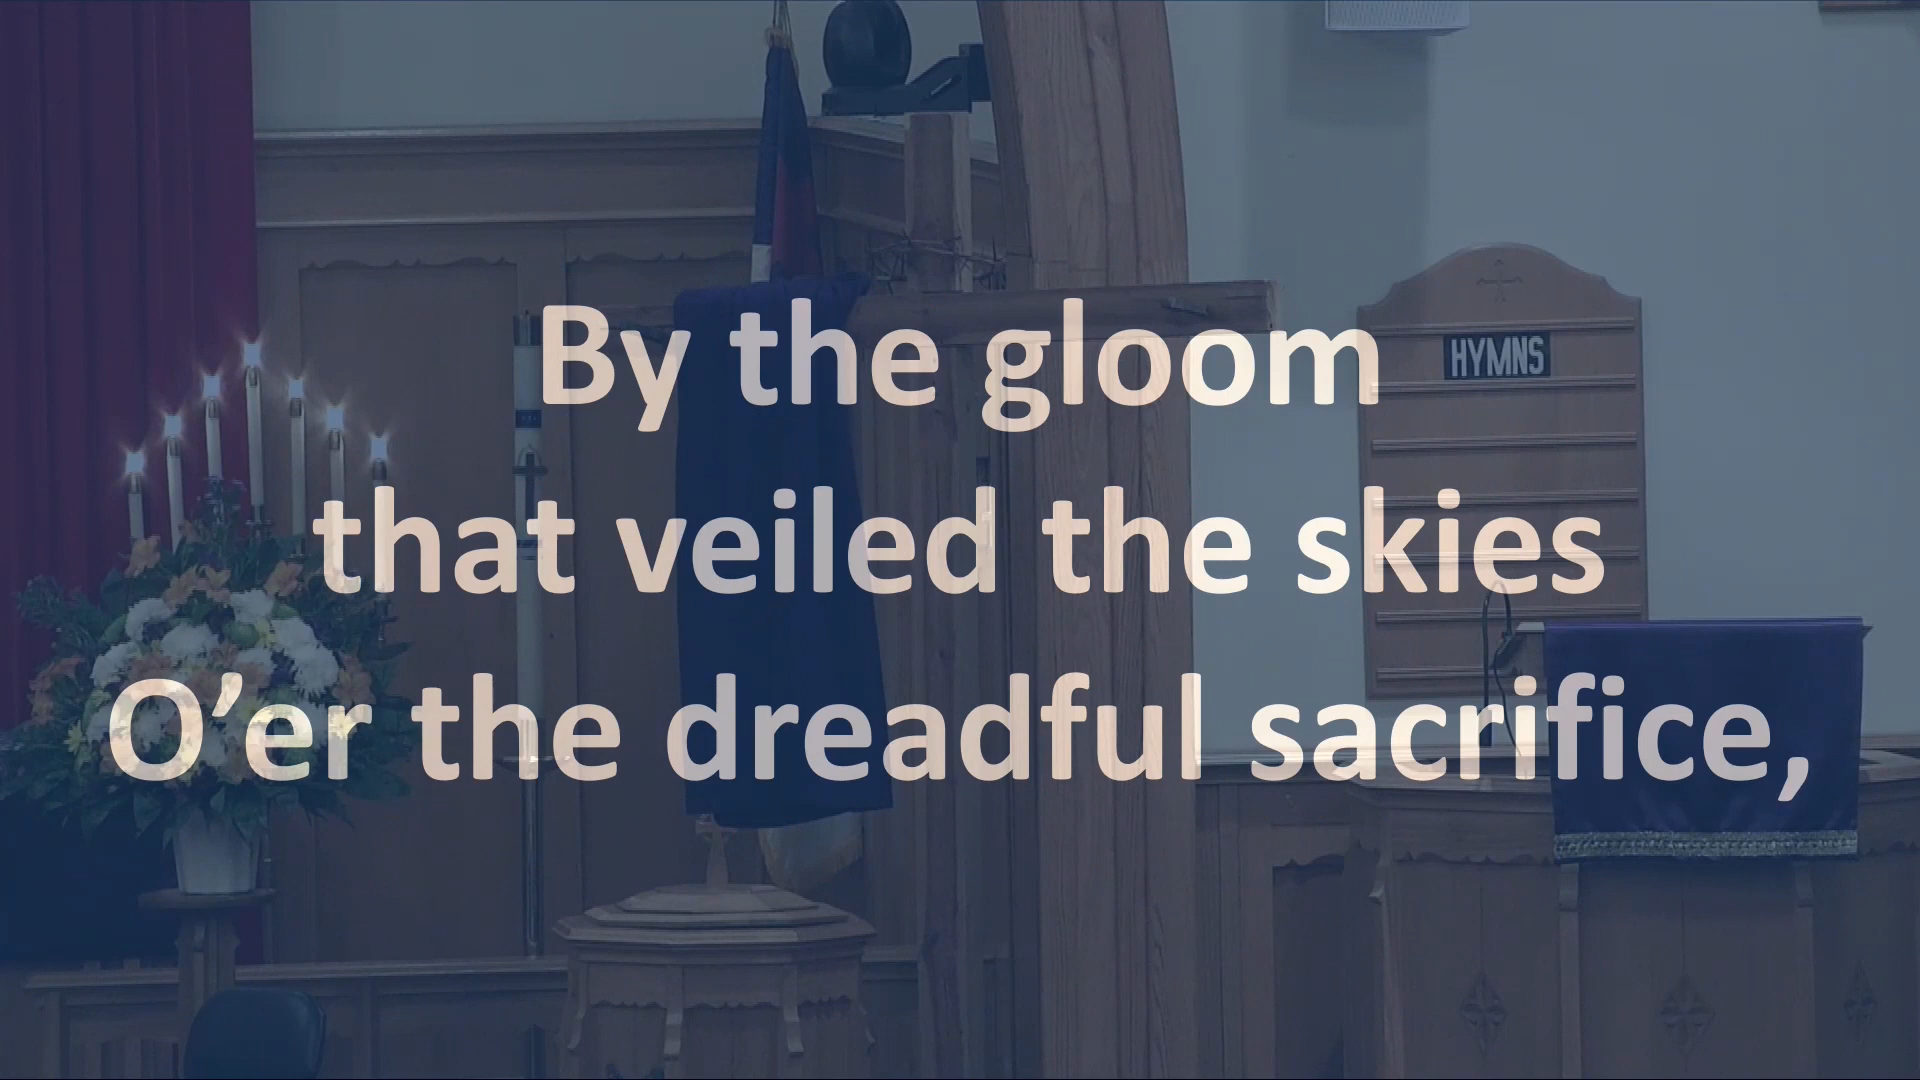 HYMNS
By the gloom
that veiled the skies
O’er the dreadful sacrifice,